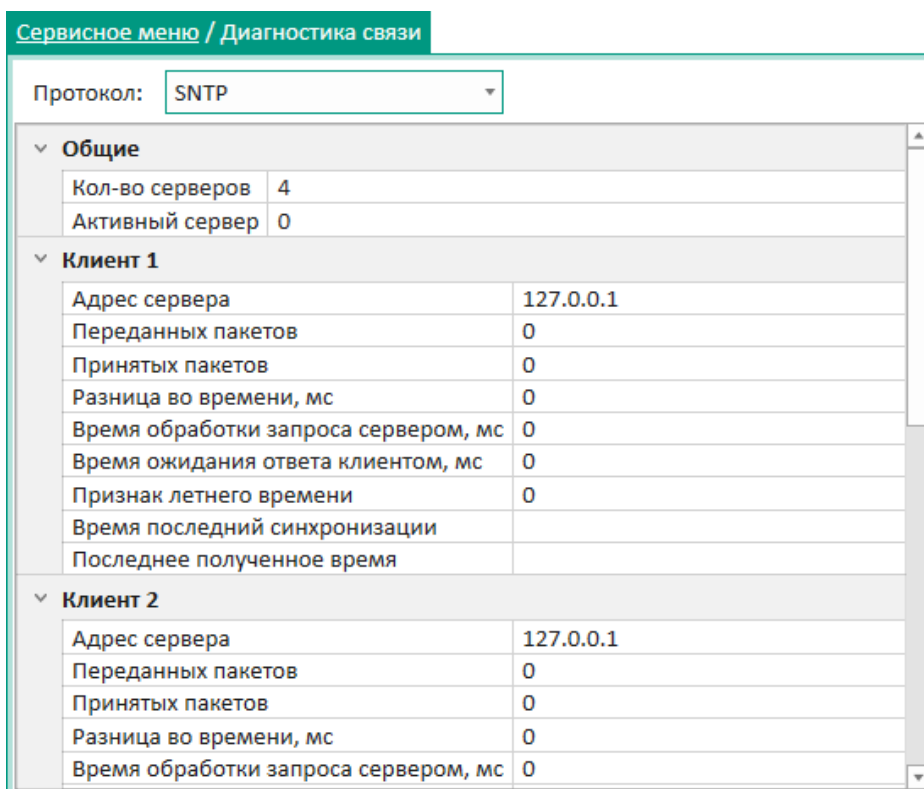 Сервисное меню / Диагностика связи
Протокол: SNTP
Общие
Кол-во серверов 4
Активный сервер 0
Клиент 1
Адрес сервера 127.0.0.1
Переданных пакетов 0
Принятых пакетов 0
Разница во времени, мс 0
Время обработки запроса сервером, мс 0
Время ожидания ответа клиентом, мс 0
Признак летнего времени 0
Время последний синхронизации
Последнее полученное время
Клиент 2
Адрес сервера 127.0.0.1
Переданных пакетов 0
Принятых пакетов 0
Разница во времени, мс 0
Время обработки запроса сервером, мс 0